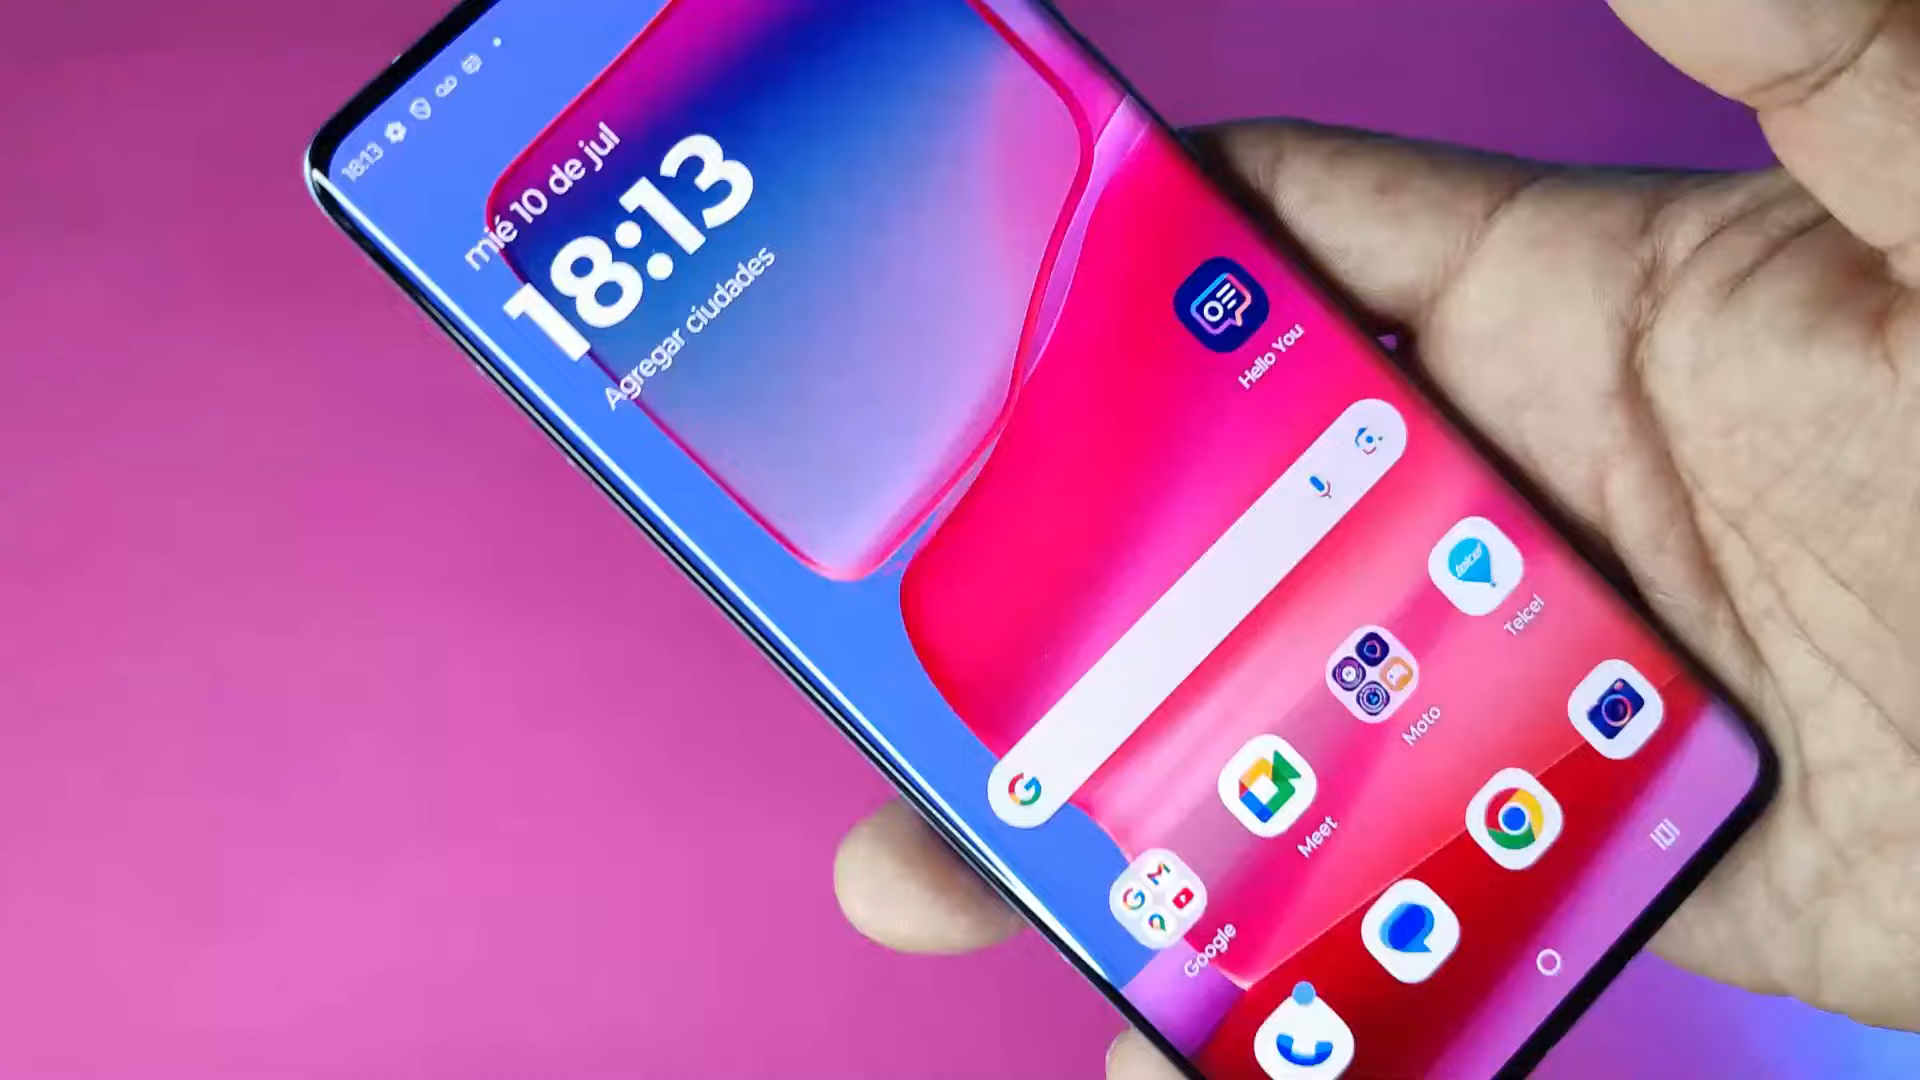 18:13
mié 10 de jul
18:13
Agregar ciudades
Hello You
telcel
Telcel
Moto
Meet
Google